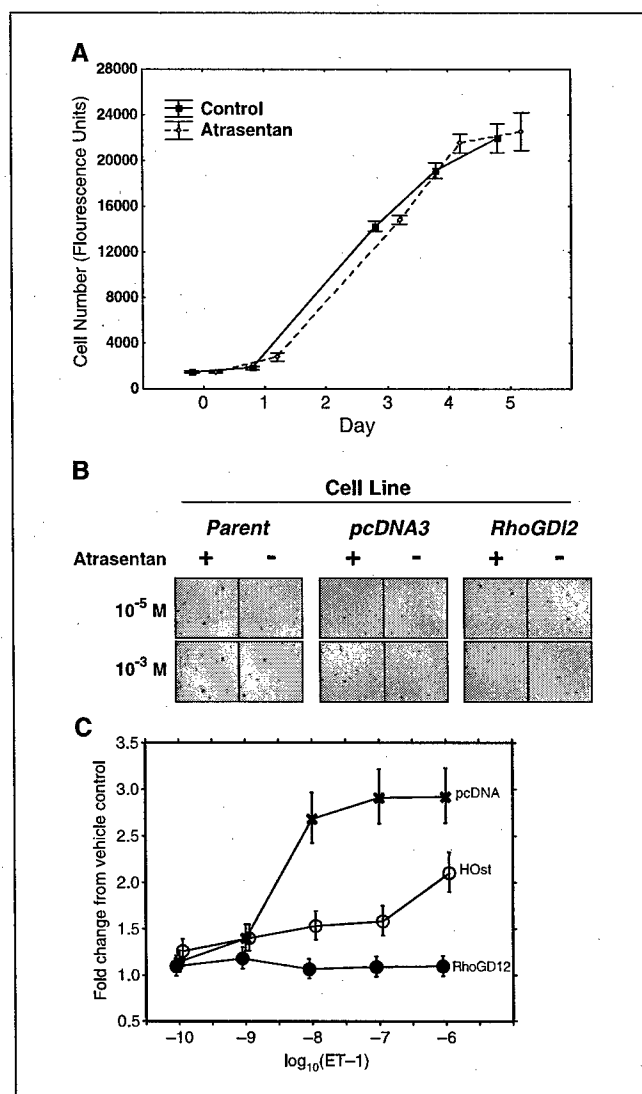 A
28000
24000
20000
16000
12000
8000
4000
0
Cell Number (Flourescence Units)
Control
Atrasentan
0 1 2 3 4 5
Day
B
Cell Line
Parent pcDNA3 RhoGDI2
Atrasentan + - + - + -
10⁻⁵ M
10⁻³ M
C
3.5
3.0
2.5
2.0
1.5
1.0
0.5
Fold change from vehicle control
pcDNA
HOst
RhoGD12
−10 −9 −8 −7 −6
log₁₀(ET−1)